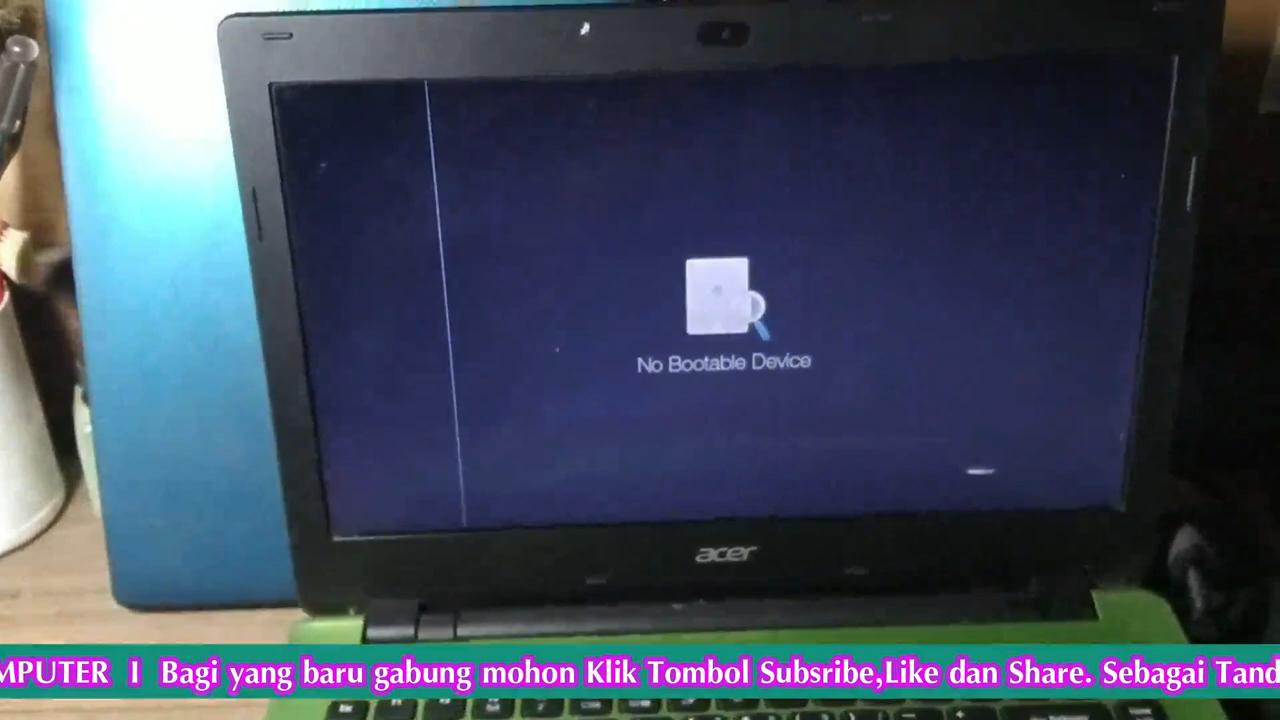 No Bootable Device
acer
MPUTER I Bagi yang baru gabung mohon Klik Tombol Subsribe,Like dan Share. Sebagai Tand